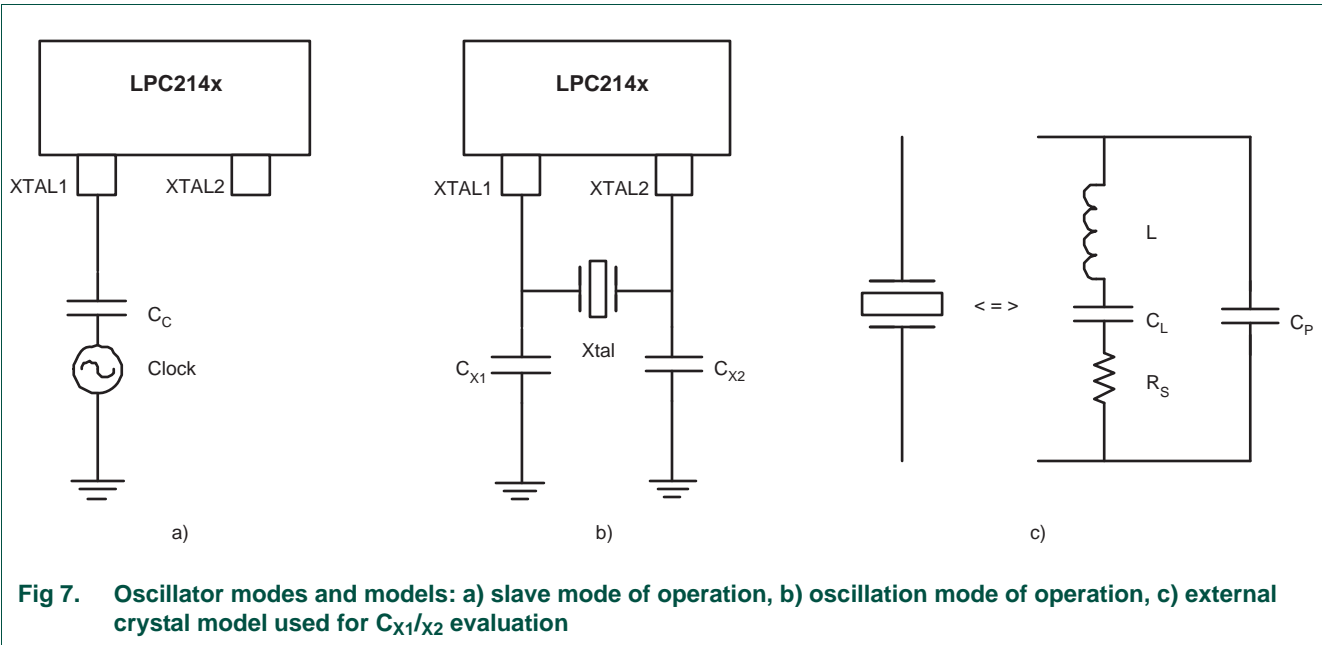 LPC214x
XTAL1
XTAL2
C_C
Clock
a)
LPC214x
XTAL1
XTAL2
Xtal
C_X1
C_X2
b)
< = >
L
C_L
R_S
C_P
c)
Fig 7. Oscillator modes and models: a) slave mode of operation, b) oscillation mode of operation, c) external
crystal model used for C_X1/X2 evaluation